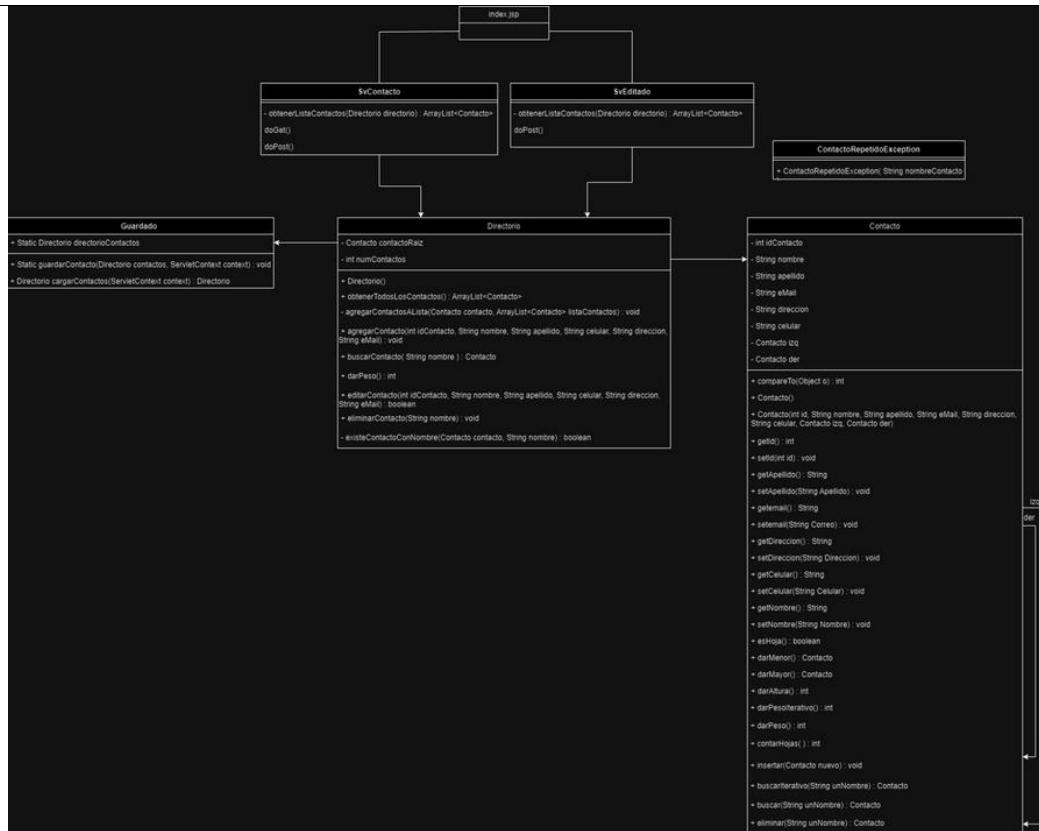 index.jsp
SvContacto
- obtenerListaContactos(Directorio directorio) : ArrayList<Contacto>
doGet()
doPost()
SvEditado
- obtenerListaContactos(Directorio directorio) : ArrayList<Contacto>
doPost()
ContactoRepetidoException
+ ContactoRepetidoException( String nombreContacto
Guardado
+ Static Directorio directorioContactos
+ Static guardarContacto(Directorio contactos, ServletContext context) : void
+ Directorio cargarContactos(ServletContext context) : Directorio
Directorio
- Contacto contactoRaiz
- int numContactos
+ Directorio()
+ obtenerTodosLosContactos() : ArrayList<Contacto>
- agregarContactosALista(Contacto contacto, ArrayList<Contacto> listaContactos) : void
+ agregarContacto(int idContacto, String nombre, String apellido, String celular, String direccion,
String eMail) : void
+ buscarContacto( String nombre ) : Contacto
+ darPeso() : int
+ editarContacto(int idContacto, String nombre, String apellido, String celular, String direccion,
String eMail) : boolean
+ eliminarContacto(String nombre) : void
- existeContactoConNombre(Contacto contacto, String nombre) : boolean
Contacto
- int idContacto
- String nombre
- String apellido
- String eMail
- String direccion
- String celular
- Contacto izq
- Contacto der
+ compareTo(Object o) : int
+ Contacto()
+ Contacto(int id, String nombre, String apellido, String eMail, String direccion,
String celular, Contacto izq, Contacto der)
+ getId() : int
+ setId(int id) : void
+ getApellido() : String
+ setApellido(String Apellido) : void
+ getemail() : String
+ setemail(String Correo) : void
+ getDireccion() : String
+ setDireccion(String Direccion) : void
+ getCelular() : String
+ setCelular(String Celular) : void
+ getNombre() : String
+ setNombre(String Nombre) : void
+ esHoja() : boolean
+ darMenor() : Contacto
+ darMayor() : Contacto
+ darAltura() : int
+ darPesoIterativo() : int
+ darPeso() : int
+ contarHojas( ) : int
+ insertar(Contacto nuevo) : void
+ buscarIterativo(String unNombre) : Contacto
+ buscar(String unNombre) : Contacto
+ eliminar(String unNombre) : Contacto
izq
der